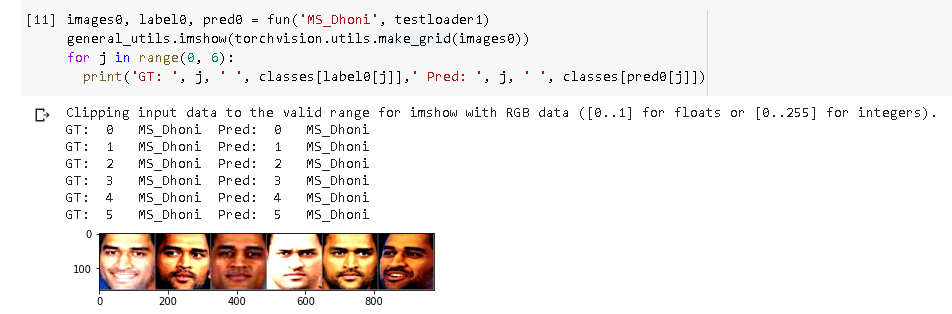 [11] images0, label0, pred0 = fun('MS_Dhoni', testloader1)
general_utils.imshow(torchvision.utils.make_grid(images0))
for j in range(0, 6):
print('GT: ', j, ' ', classes[label0[j]],' Pred: ', j, ' ', classes[pred0[j]])
Clipping input data to the valid range for imshow with RGB data ([0..1] for floats or [0..255] for integers).
GT: 0 MS_Dhoni Pred: 0 MS_Dhoni
GT: 1 MS_Dhoni Pred: 1 MS_Dhoni
GT: 2 MS_Dhoni Pred: 2 MS_Dhoni
GT: 3 MS_Dhoni Pred: 3 MS_Dhoni
GT: 4 MS_Dhoni Pred: 4 MS_Dhoni
GT: 5 MS_Dhoni Pred: 5 MS_Dhoni
0
100
0 200 400 600 800